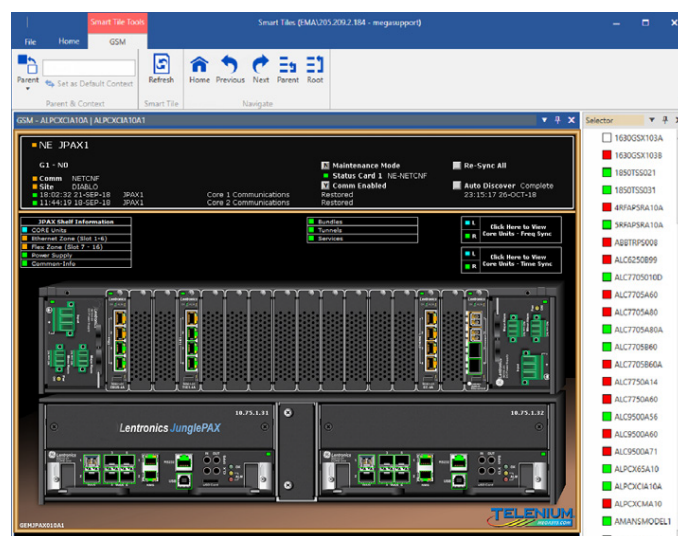 Smart Tile Tools
Smart Tiles (EMA\205.209.2.184 - megasupport)
File Home GSM
Parent
Set as Default Context
Refresh
Home Previous Next Parent Root
Parent & Context Smart Tile Navigate
GSM - ALPCXCIA10A | ALPCXCIA10A1
Selector
NE JPAX1
G1 - N0
Maintenance Mode Re-Sync All
Comm NETCNF Status Card 1 NE-NETCNF
Site DIABLO Comm Enabled Auto Discover Complete
18:02:32 21-SEP-18 JPAX1 Core 1 Communications Restored 23:15:17 26-OCT-18
11:44:19 18-SEP-18 JPAX1 Core 2 Communications Restored
JPAX Shelf Information
CORE Units
Ethernet Zone (Slot 1-6)
Flex Zone (Slot 7 - 16)
Power Supply
Common-Info
Bundles
Tunnels
Services
L
R
Click Here to View
Core Units - Freq Sync
L
R
Click Here to View
Core Units - Time Sync
10.75.1.31
Lentronics JunglePAX
10.75.1.32
GEMJPAX010A1
TELENIUM
1630GSX103A
1630GSX103B
1850TSS021
1850TSS031
4RFAPSRA10A
5RFAPSRA10A
ABBTRPS008
ALC6250B99
ALC7705010D
ALC7705A60
ALC7705A80
ALC7705A80A
ALC7705B60
ALC7705B60A
ALC7750A14
ALC7750A60
ALC9500A56
ALC9500A60
ALC9500A71
ALPCX65A10
ALPCXCIA10A
ALPCXCMA10
AMANSMODEL1